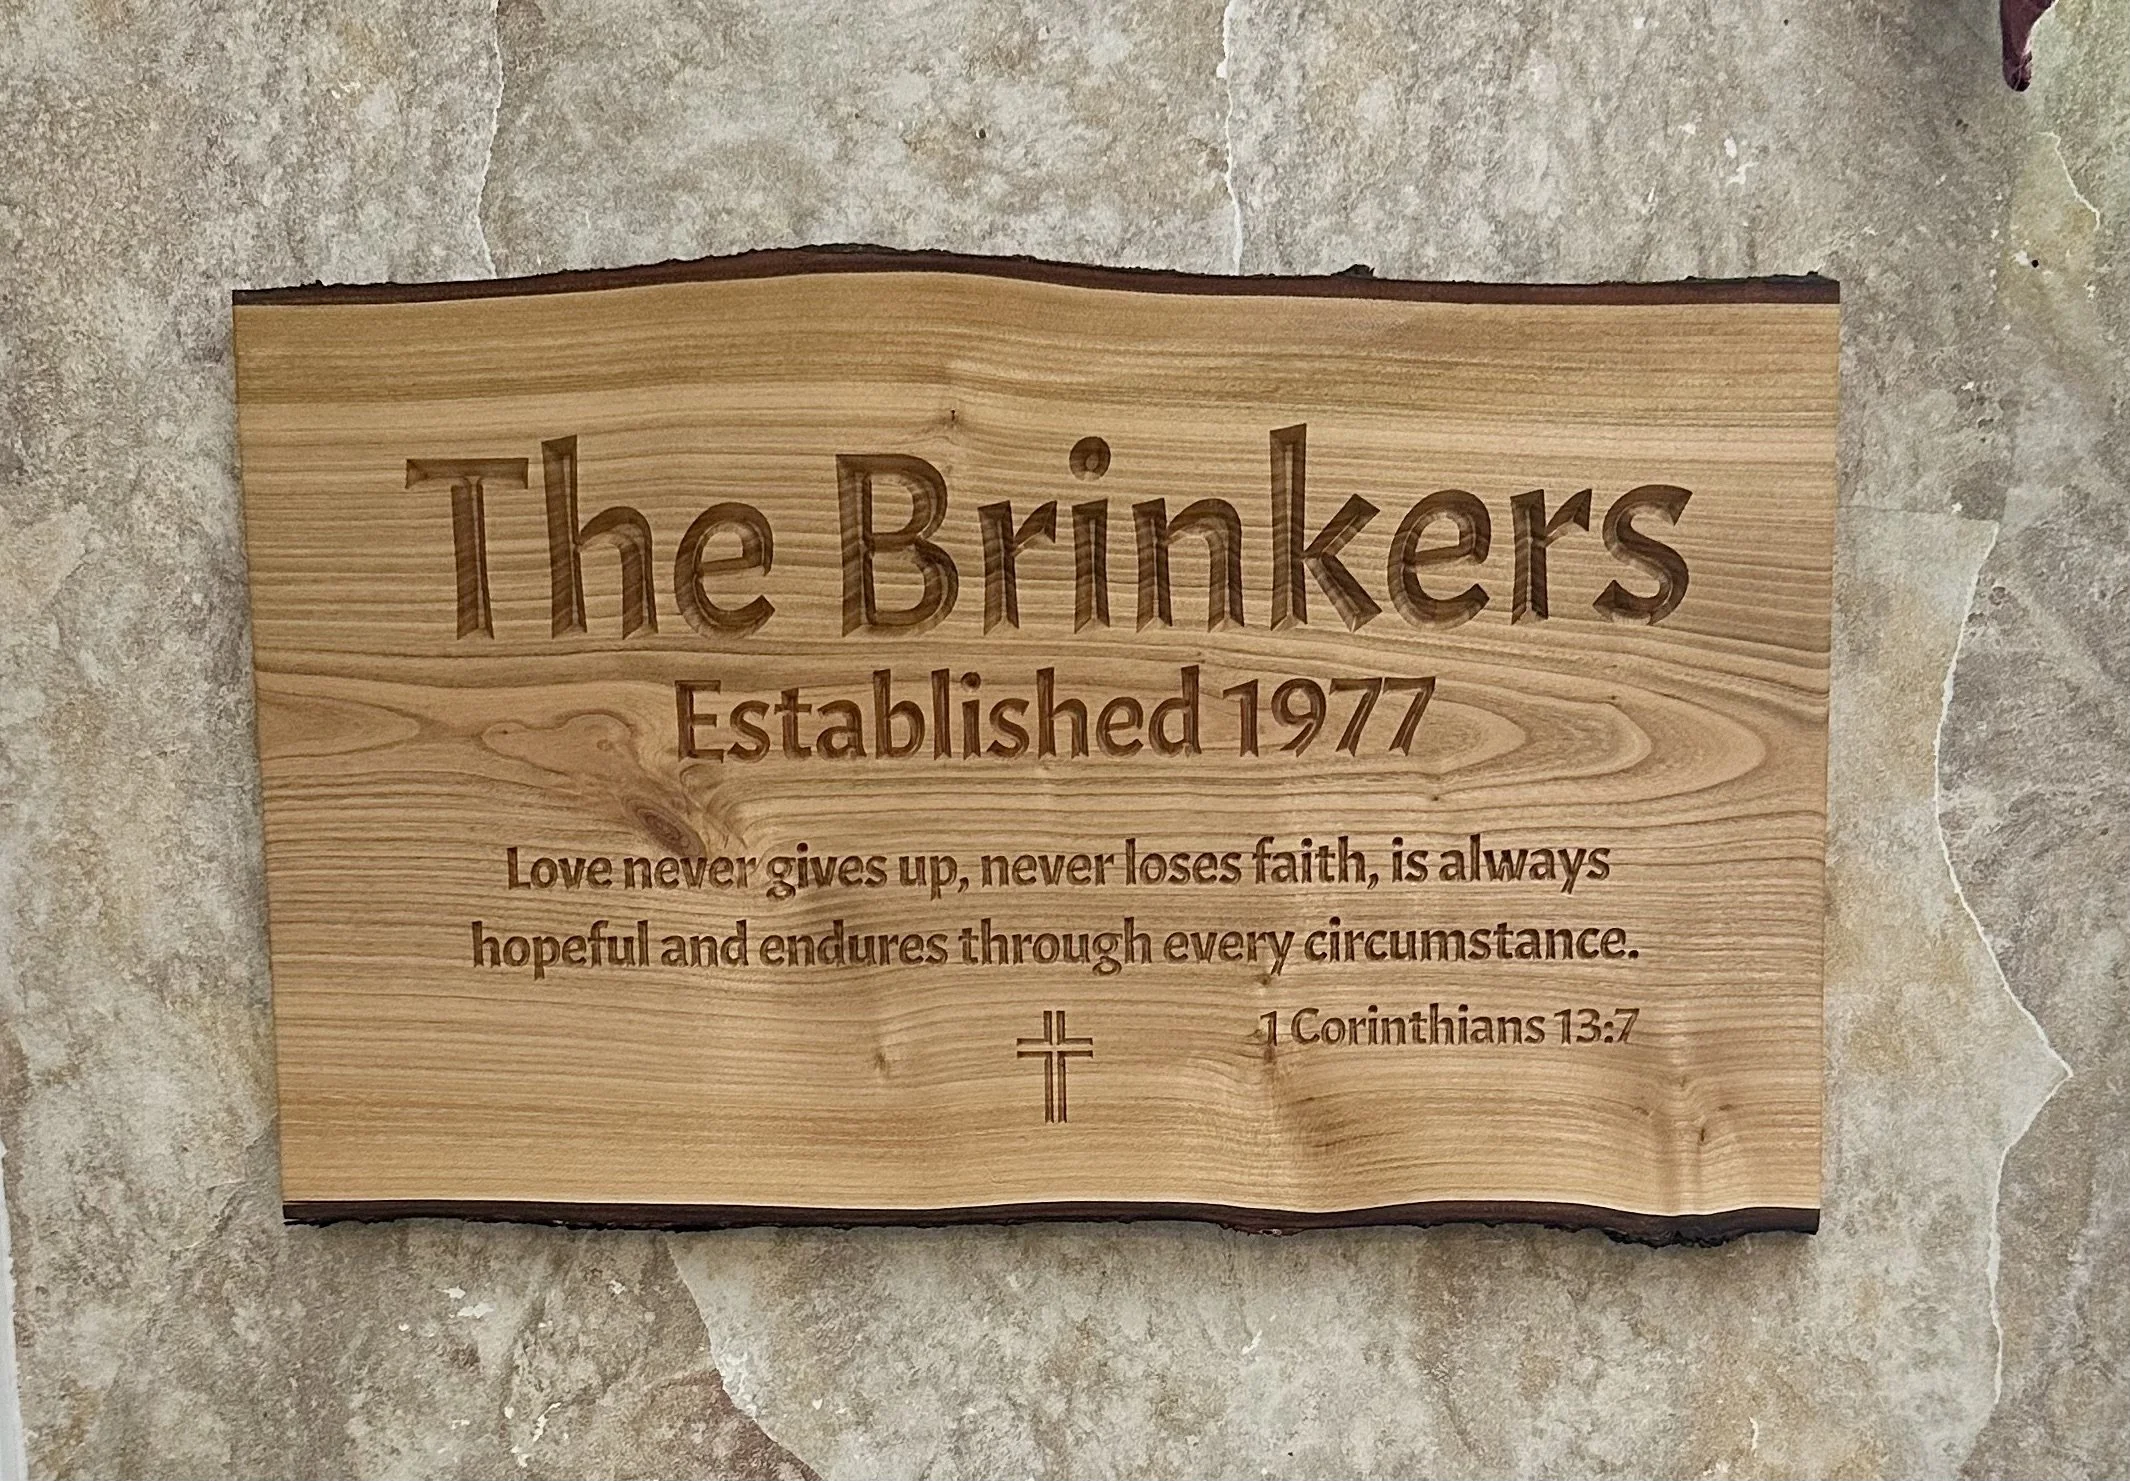 The Brinkers
Established 1977
Love never gives up, never loses faith, is always
hopeful and endures through every circumstance.
1 Corinthians 13:7